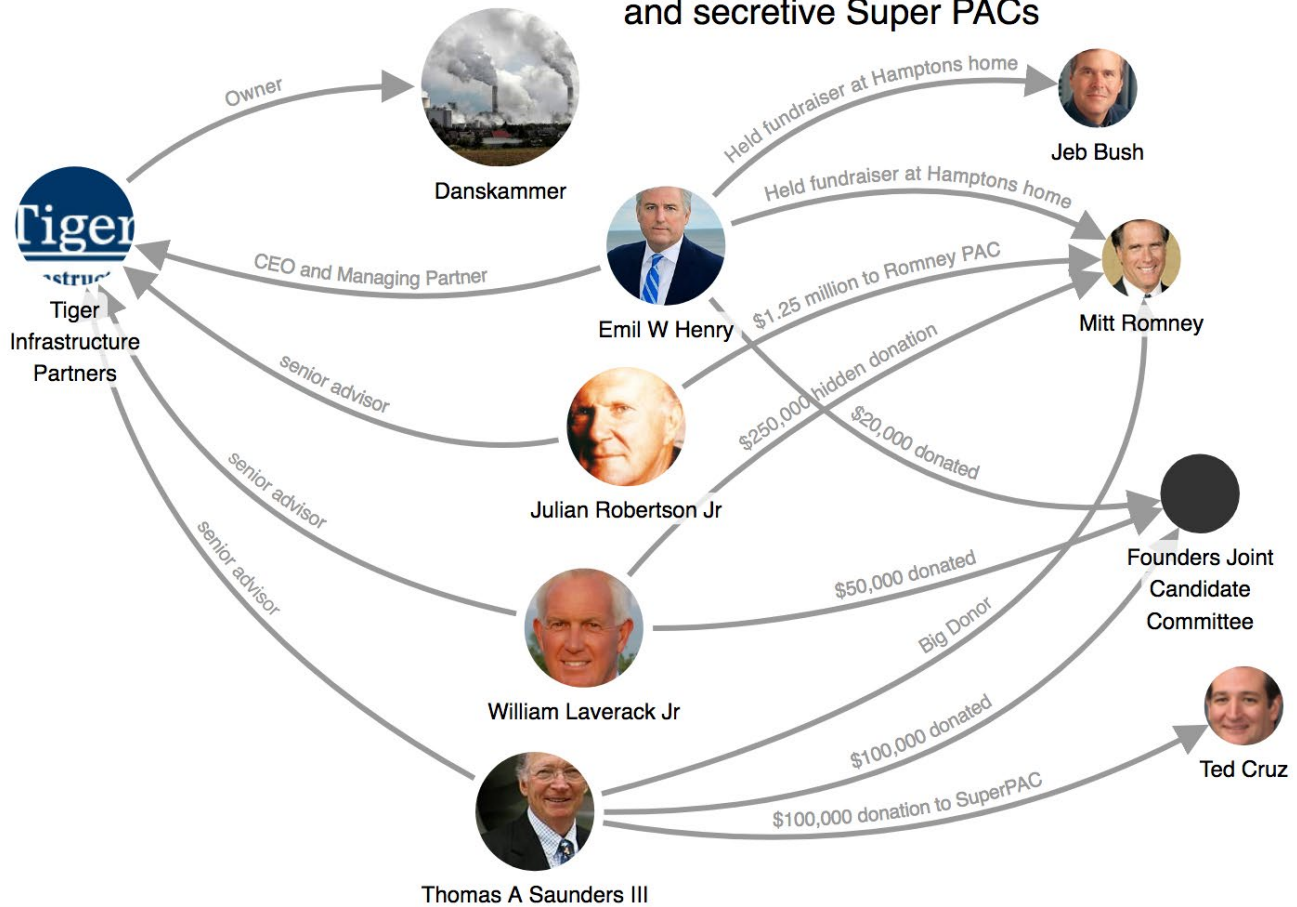 and secretive Super PACs
Owner
Danskammer
Held fundraiser at Hamptons home
Jeb Bush
Held fundraiser at Hamptons home
Tiger
Tiger
Infrastructure
Partners
CEO and Managing Partner
Emil W Henry
$1.25 million to Romney PAC
Mitt Romney
senior advisor
Julian Robertson Jr
$250,000 hidden donation
$20,000 donated
senior advisor
senior advisor
William Laverack Jr
$50,000 donated
Founders Joint
Candidate
Committee
Big Donor
$100,000 donated
Ted Cruz
$100,000 donation to SuperPAC
Thomas A Saunders III